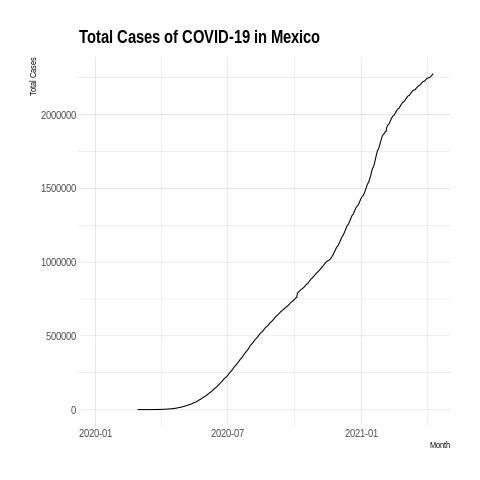 Total Cases of COVID-19 in Mexico
Total Cases
2000000
1500000
1000000
500000
0
2020-01 2020-07 2021-01
Month